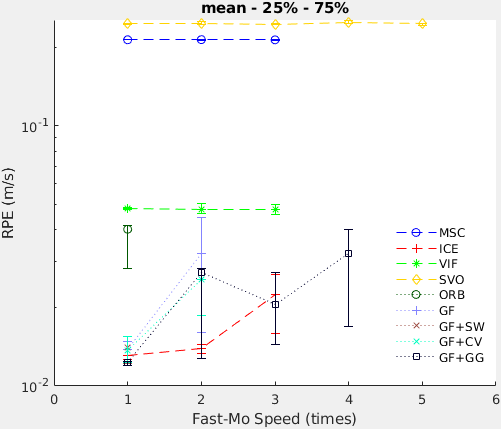 mean - 25% - 75%
RPE (m/s)
10-1
10-2
MSC
ICE
VIF
SVO
ORB
GF
GF+SW
GF+CV
GF+GG
0 1 2 3 4 5 6
Fast-Mo Speed (times)